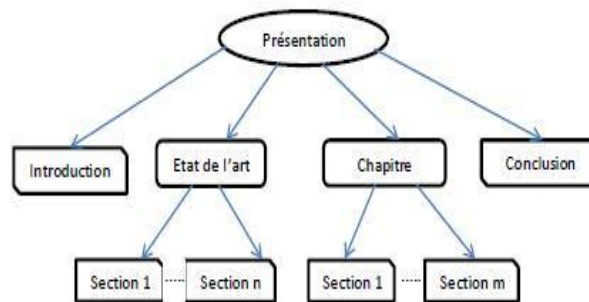 Présentation
Introduction
Etat de l'art
Chapitre
Conclusion
Section 1
Section n
Section 1
Section m